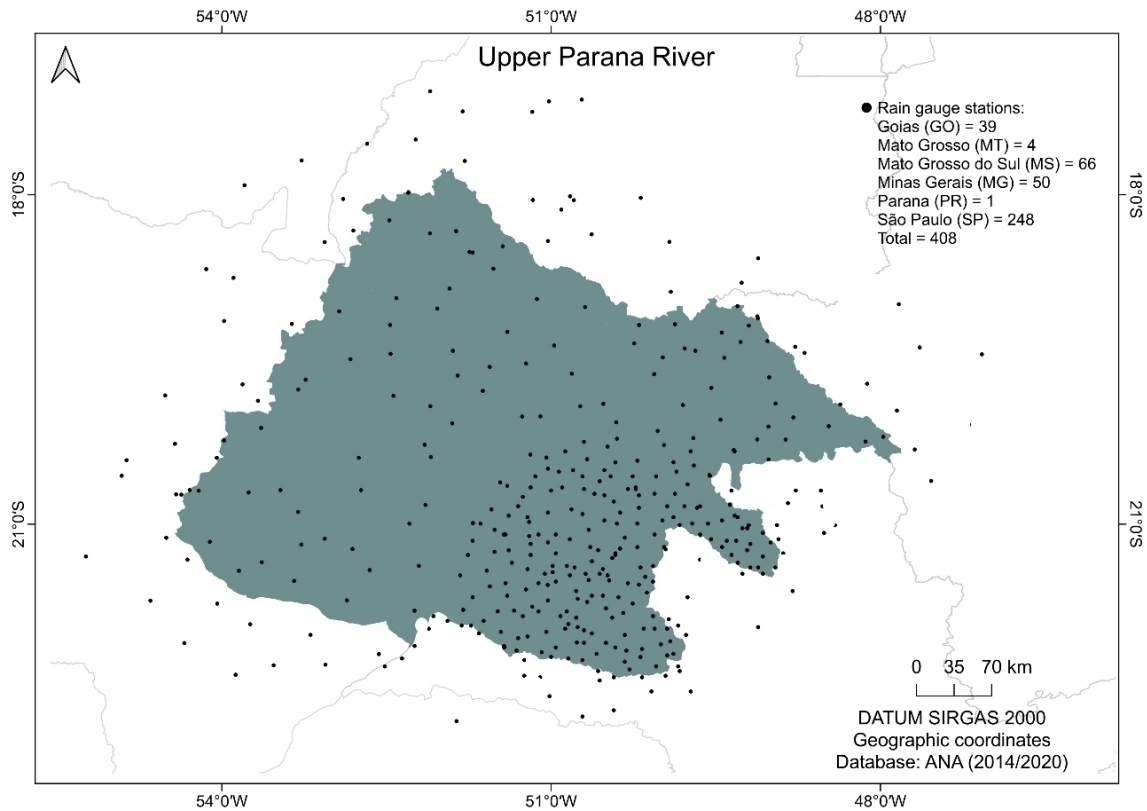 54°0'W 51°0'W 48°0'W
Upper Parana River
Rain gauge stations:
Goias (GO) = 39
Mato Grosso (MT) = 4
Mato Grosso do Sul (MS) = 66
Minas Gerais (MG) = 50
Parana (PR) = 1
São Paulo (SP) = 248
Total = 408
18°0'S 18°0'S
21°0'S 21°0'S
0 35 70 km
DATUM SIRGAS 2000
Geographic coordinates
Database: ANA (2014/2020)
54°0'W 51°0'W 48°0'W